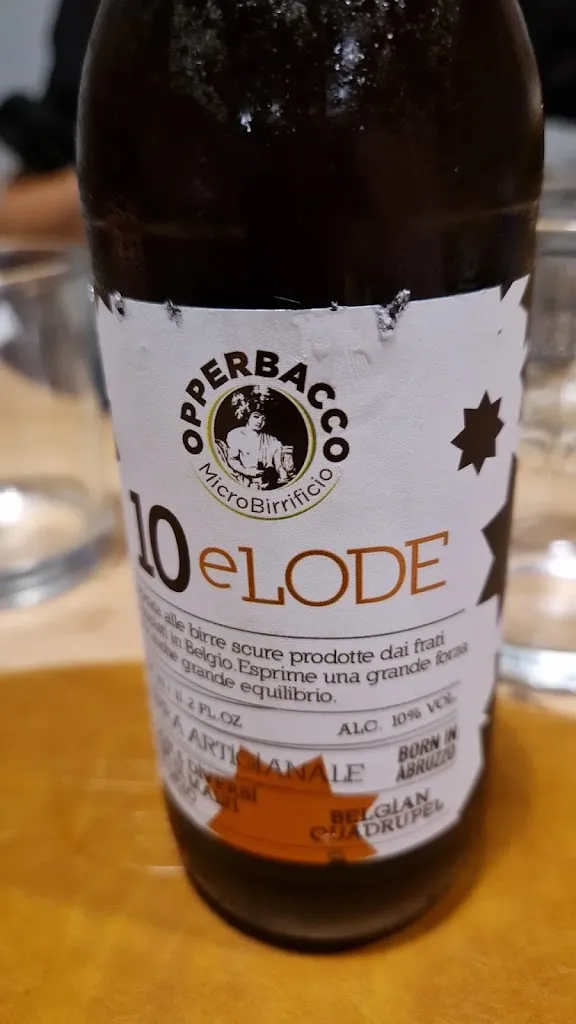 OPPERBACCO
MicroBirrificio
10 eLODE
alle birre scure prodotte dai frati
in Belgio. Esprime una grande forza
grande equilibrio.
11.2 FL.OZ
ALC. 10% VOL.
ARTIGIANALE
BORN IN
ABRUZZO
DIVERSI
BELGIAN
QUADRUPEL